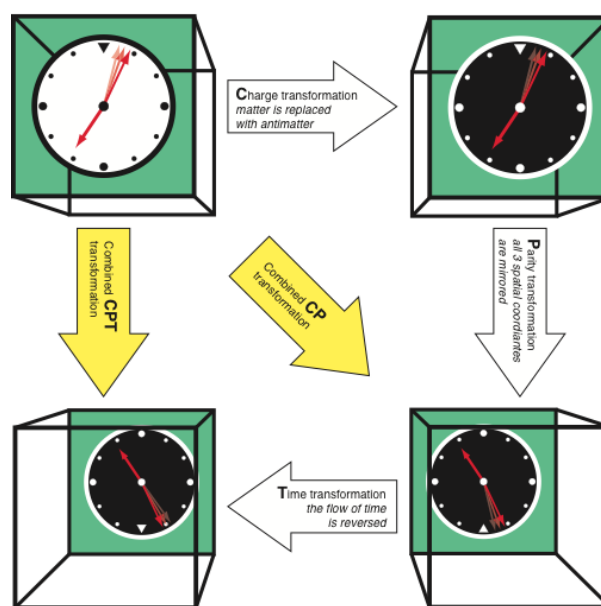 Charge transformation
matter is replaced
with antimatter
Combined CPT
transformation
Combined CP
transformation
Parity transformation
all 3 spatial coordiantes
are mirrored
Time transformation
the flow of time
is reversed